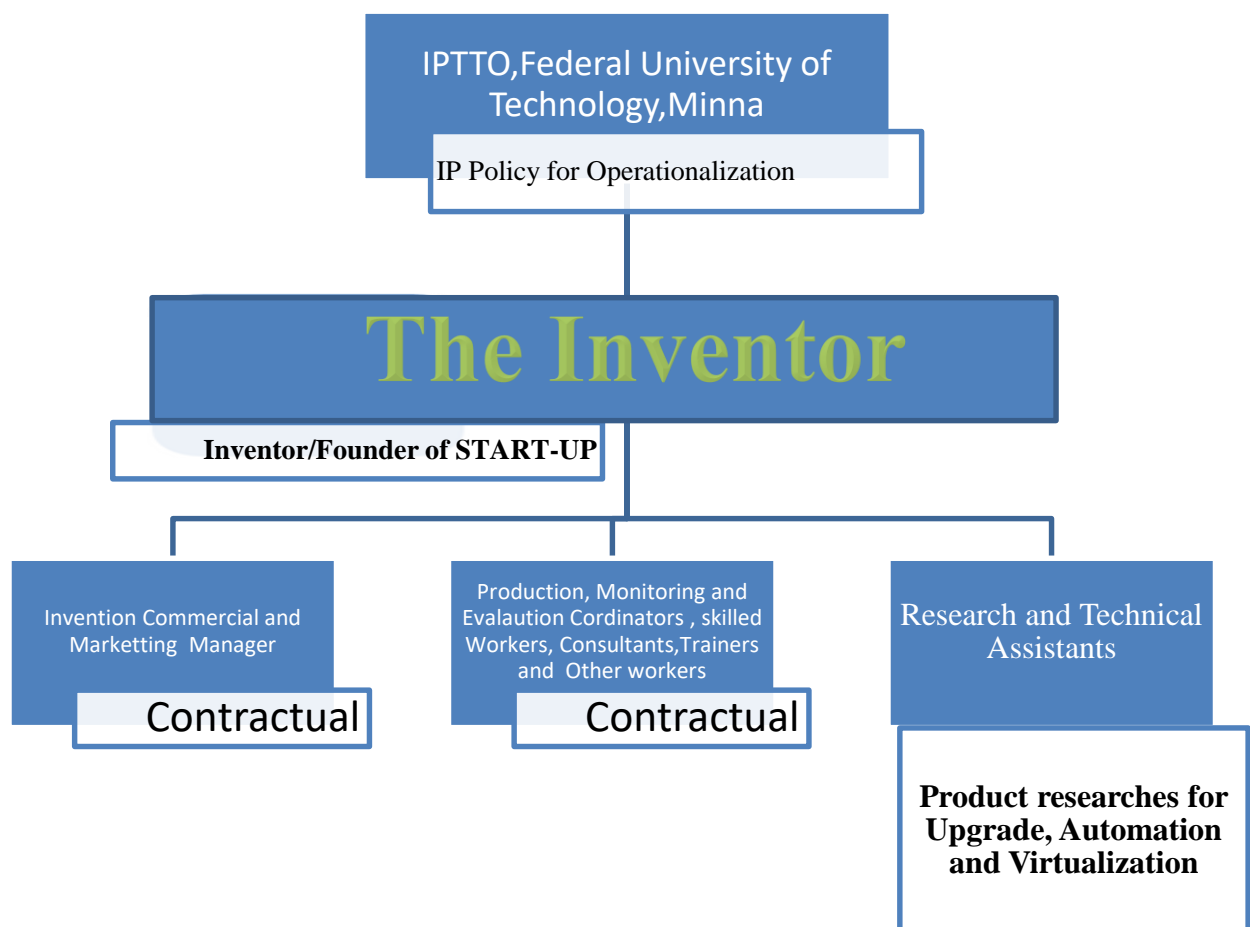 IPTTO,Federal University of
Technology,Minna
IP Policy for Operationalization
The Inventor
Inventor/Founder of START-UP
Invention Commercial and
Marketting Manager
Contractual
Production, Monitoring and
Evalaution Cordinators , skilled
Workers, Consultants,Trainers
and Other workers
Contractual
Research and Technical
Assistants
Product researches for
Upgrade, Automation
and Virtualization